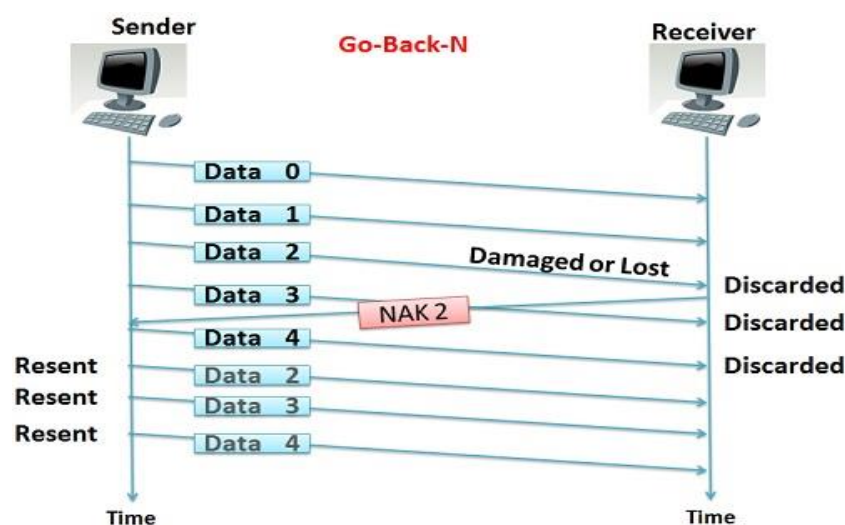 Sender
Receiver
Go-Back-N
Data 0
Data 1
Data 2
Damaged or Lost
Discarded
Data 3
NAK 2
Discarded
Data 4
Discarded
Resent
Data 2
Resent
Data 3
Resent
Data 4
Time
Time